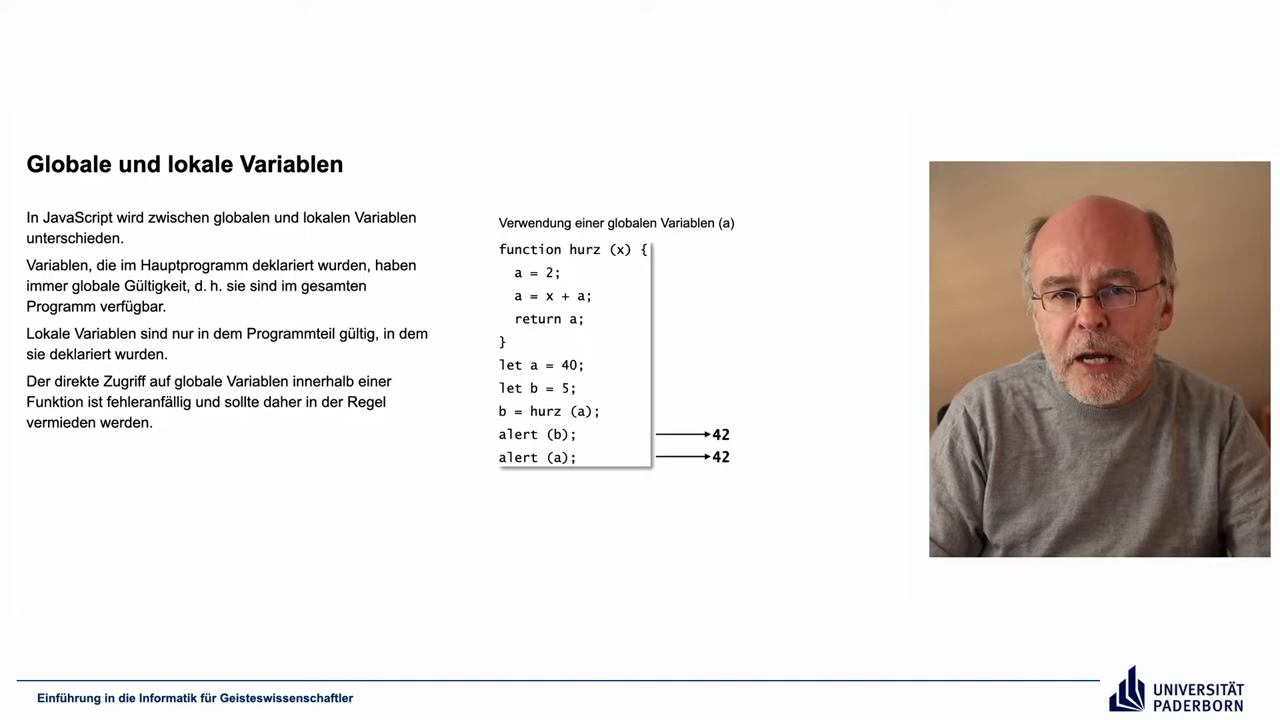 Globale und lokale Variablen
In JavaScript wird zwischen globalen und lokalen Variablen
unterschieden.
Variablen, die im Hauptprogramm deklariert wurden, haben
immer globale Gültigkeit, d. h. sie sind im gesamten
Programm verfügbar.
Lokale Variablen sind nur in dem Programmteil gültig, in dem
sie deklariert wurden.
Der direkte Zugriff auf globale Variablen innerhalb einer
Funktion ist fehleranfällig und sollte daher in der Regel
vermieden werden.
Verwendung einer globalen Variablen (a)
function hurz (x) {
  a = 2;
  a = x + a;
  return a;
}
let a = 40;
let b = 5;
b = hurz (a);
alert (b); 42
alert (a); 42
Einführung in die Informatik für Geisteswissenschaftler
UNIVERSITÄT
PADERBORN